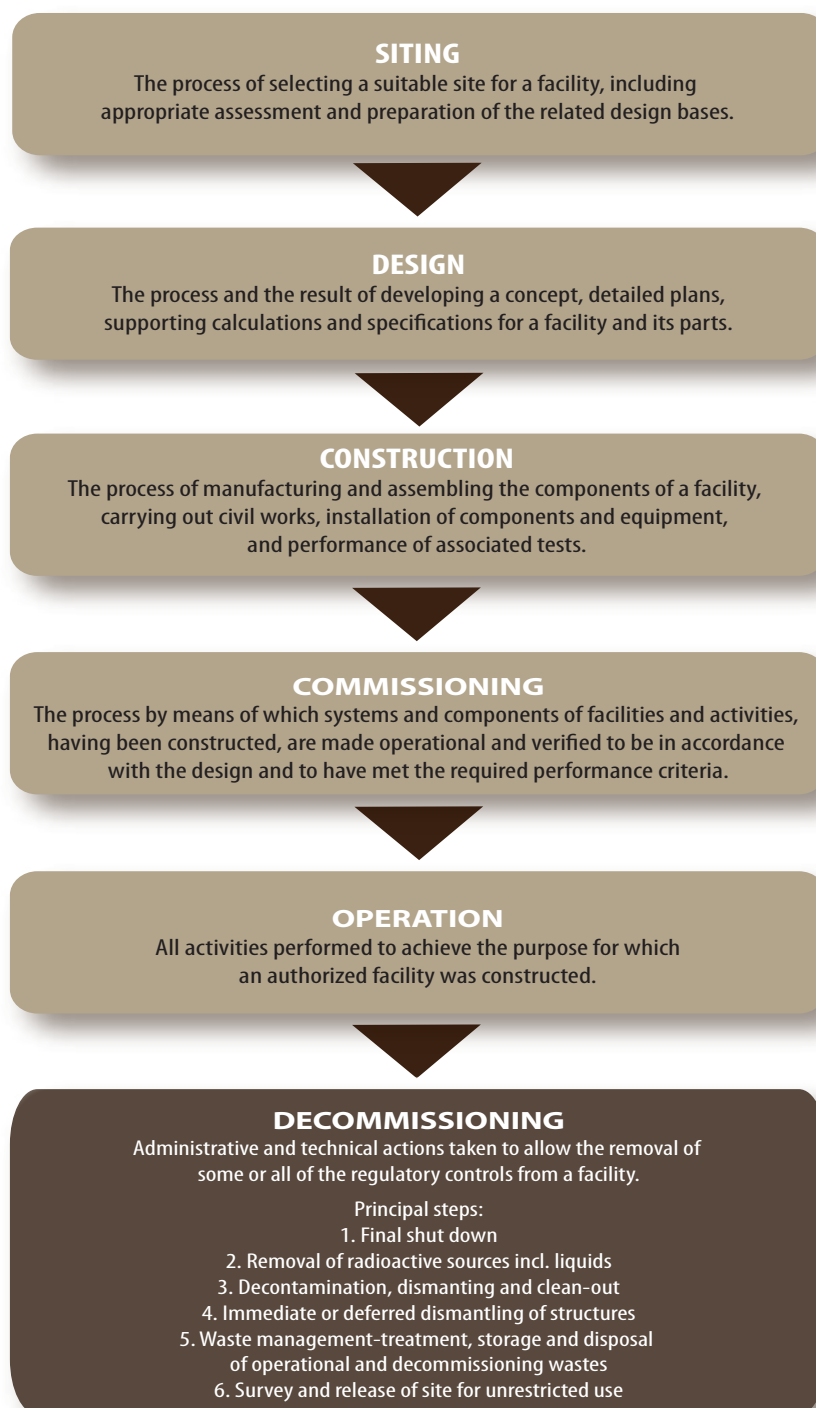 SITING
The process of selecting a suitable site for a facility, including
appropriate assessment and preparation of the related design bases.
DESIGN
The process and the result of developing a concept, detailed plans,
supporting calculations and specifications for a facility and its parts.
CONSTRUCTION
The process of manufacturing and assembling the components of a facility,
carrying out civil works, installation of components and equipment,
and performance of associated tests.
COMMISSIONING
The process by means of which systems and components of facilities and activities,
having been constructed, are made operational and verified to be in accordance
with the design and to have met the required performance criteria.
OPERATION
All activities performed to achieve the purpose for which
an authorized facility was constructed.
DECOMMISSIONING
Administrative and technical actions taken to allow the removal of
some or all of the regulatory controls from a facility.
Principal steps:
1. Final shut down
2. Removal of radioactive sources incl. liquids
3. Decontamination, dismanting and clean-out
4. Immediate or deferred dismantling of structures
5. Waste management-treatment, storage and disposal
of operational and decommissioning wastes
6. Survey and release of site for unrestricted use